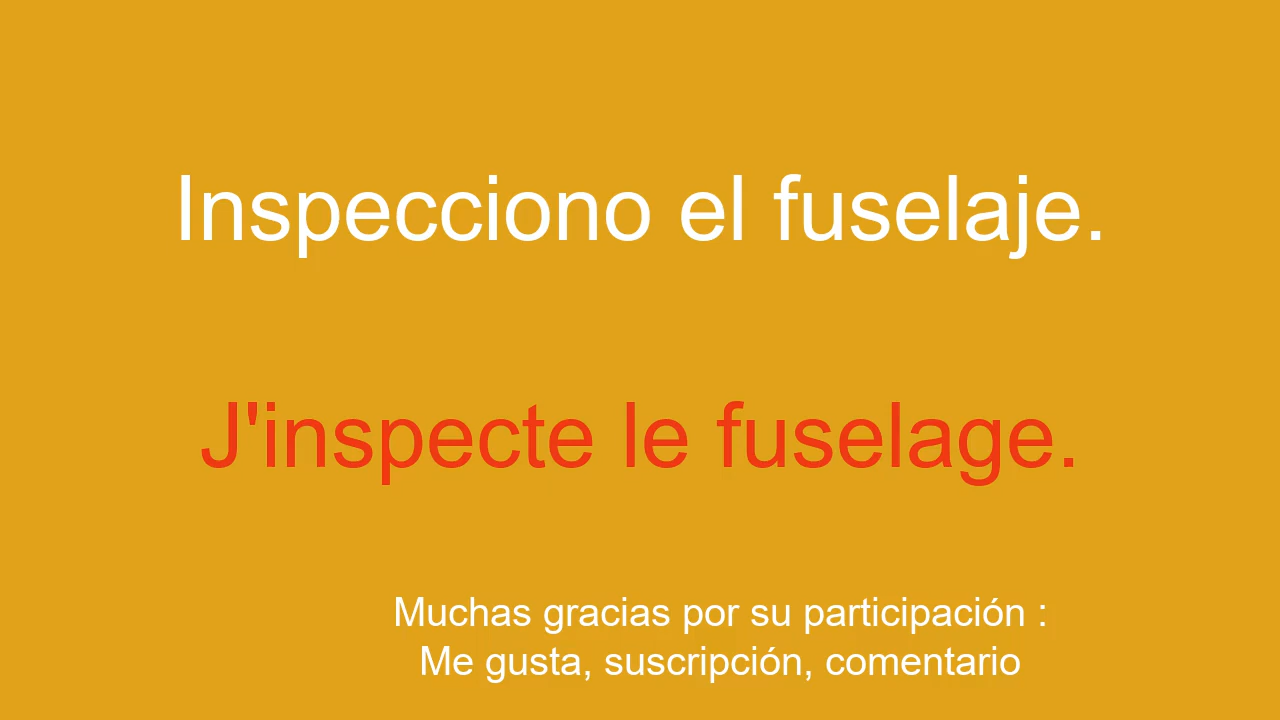 Inspecciono el fuselaje.
J'inspecte le fuselage.
Muchas gracias por su participación :
Me gusta, suscripción, comentario